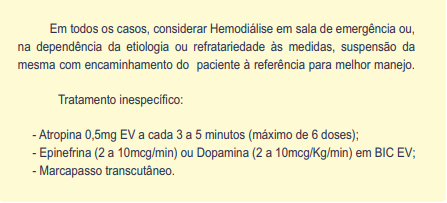 Em todos os casos, considerar Hemodiálise em sala de emergência ou,
na dependência da etiologia ou refratariedade às medidas, suspensão da
mesma com encaminhamento do paciente à referência para melhor manejo.
Tratamento inespecífico:
- Atropina 0,5mg EV a cada 3 a 5 minutos (máximo de 6 doses);
- Epinefrina (2 a 10mcg/min) ou Dopamina (2 a 10mcg/Kg/min) em BIC EV;
- Marcapasso transcutâneo.